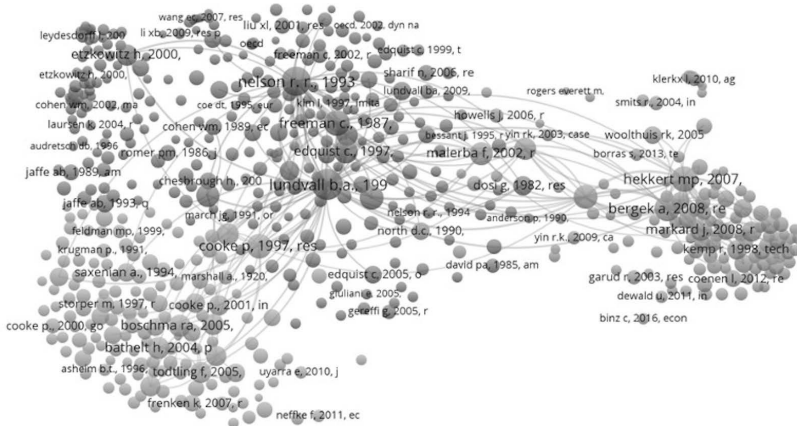 wang ec, 2007, res
leydesdorff l, 200
li xb, 2009, res p
liu xl, 2001, res
oecd, 2002, dyn na
etzkowitz h, 2000,
oecd
freeman c, 2002, r
edquist c, 1999, t
etzkowitz h, 2000,
nelson r. r., 1993
sharif n, 2006, re
klerkx l, 2010, ag
cohen wm, 2002, ma
coe dt, 1995, eur
kim l, 1997, imita
lundvall ba, 2009,
rogers everett m,
smits r., 2004, in
laursen k, 2004, r
cohen wm, 1989, ec
freeman c., 1987,
howells j, 2006, r
bessant j, 1995, r
yin rk, 2003, case
woolthuis rk, 2005
audretsch db, 1996
romer pm, 1986, j
edquist c., 1997,
malerba f, 2002, r
borras s, 2013, te
jaffe ab, 1989, am
chesbrough h., 200
lundvall b,a., 199
dosi g, 1982, res
hekkert mp, 2007,
jaffe ab, 1993, q
march jg, 1991, or
nelson r. r., 1994
anderson p, 1990,
bergek a, 2008, re
feldman mp, 1999,
north d.c., 1990,
markard j, 2008, r
krugman p., 1991,
cooke p, 1997, res
yin r.k., 2009, ca
kemp r, 1998, tech
saxenian a., 1994,
marshall a., 1920,
edquist c, 2005, o
david pa, 1985, am
garud r, 2003, res
coenen l, 2012, re
storper m, 1997, r
cooke p., 2001, in
giuliani e, 2005,
dewald u, 2011, in
cooke p., 2000, go
boschma ra, 2005,
gereffi g, 2005, r
binz c, 2016, econ
bathelt h, 2004, p
asheim b.t., 1996,
todtling f, 2005,
uyarra e, 2010, j
frenken k, 2007, r
neffke f, 2011, ec